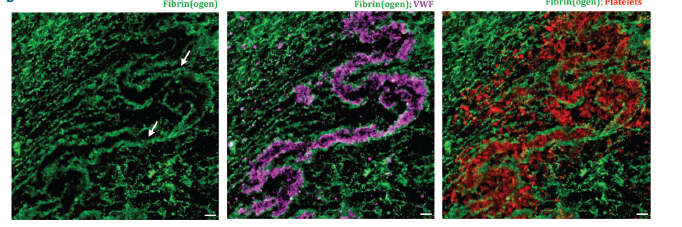 Fibrin(ogen)
Fibrin(ogen); VWF
Fibrin(ogen); Platelets